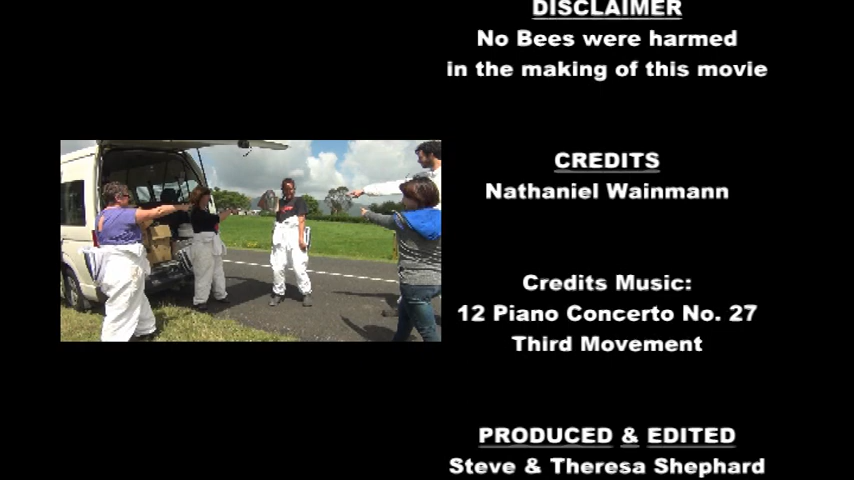 DISCLAIMER
No Bees were harmed
in the making of this movie
CREDITS
Nathaniel Wainmann
Credits Music:
12 Piano Concerto No. 27
Third Movement
PRODUCED & EDITED
Steve & Theresa Shephard